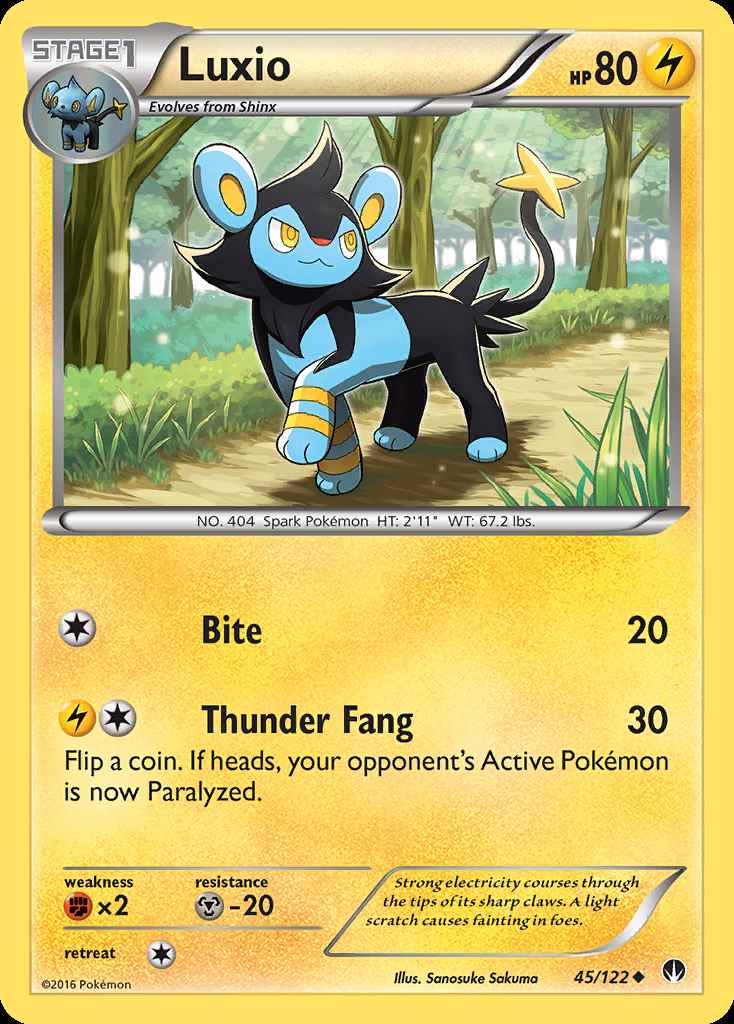 STAGE1
Luxio
HP80
Evolves from Shinx
NO. 404 Spark Pokémon HT: 2'11" WT: 67.2 lbs.
Bite 20
Thunder Fang 30
Flip a coin. If heads, your opponent's Active Pokémon
is now Paralyzed.
weakness resistance
×2 -20
Strong electricity courses through
the tips of its sharp claws. A light
scratch causes fainting in foes.
retreat
©2016 Pokémon
Illus. Sanosuke Sakuma
45/122